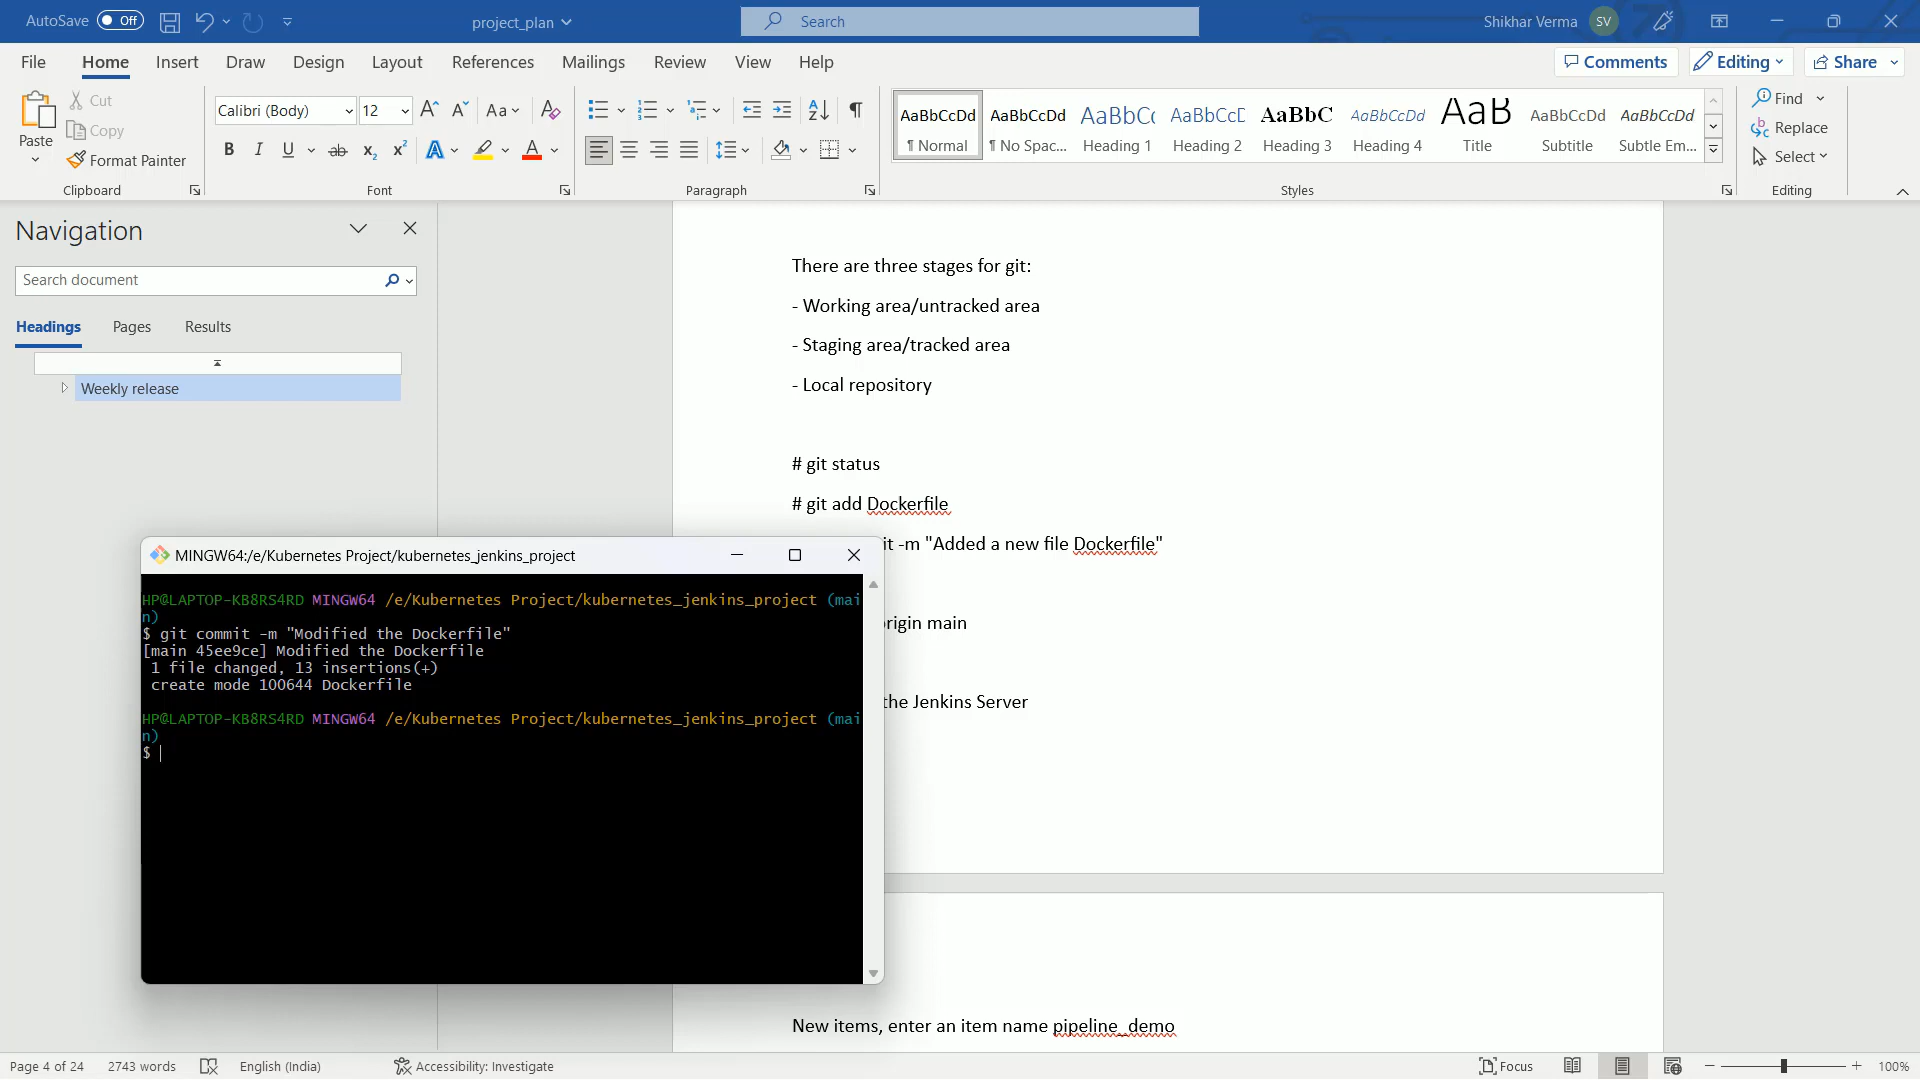 AutoSave Off project_plan Search Shikhar Verma SV
File Home Insert Draw Design Layout References Mailings Review View Help Comments Editing Share
Paste Cut Copy Format Painter
Clipboard
Calibri (Body) 12 Aa
B I U ab x₂ x² A A
Font
Paragraph
AaBbCcDd AaBbCcDd AaBbCc AaBbCcD AaBbC AaBbCcDd AaB AaBbCcDd AaBbCcDd
¶ Normal ¶ No Spac... Heading 1 Heading 2 Heading 3 Heading 4 Title Subtitle Subtle Em...
Styles
Find
Replace
Select
Editing
Navigation
Search document
Headings Pages Results
Weekly release
There are three stages for git:
- Working area/untracked area
- Staging area/tracked area
- Local repository
# git status
# git add Dockerfile
it -m "Added a new file Dockerfile"
origin main
the Jenkins Server
New items, enter an item name pipeline_demo
MINGW64:/e/Kubernetes Project/kubernetes_jenkins_project
HP@LAPTOP-KB8RS4RD MINGW64 /e/Kubernetes Project/kubernetes_jenkins_project (mai
n)
$ git commit -m "Modified the Dockerfile"
[main 45ee9ce] Modified the Dockerfile
1 file changed, 13 insertions(+)
create mode 100644 Dockerfile
HP@LAPTOP-KB8RS4RD MINGW64 /e/Kubernetes Project/kubernetes_jenkins_project (mai
n)
$
Page 4 of 24 2743 words English (India) Accessibility: Investigate Focus 100%